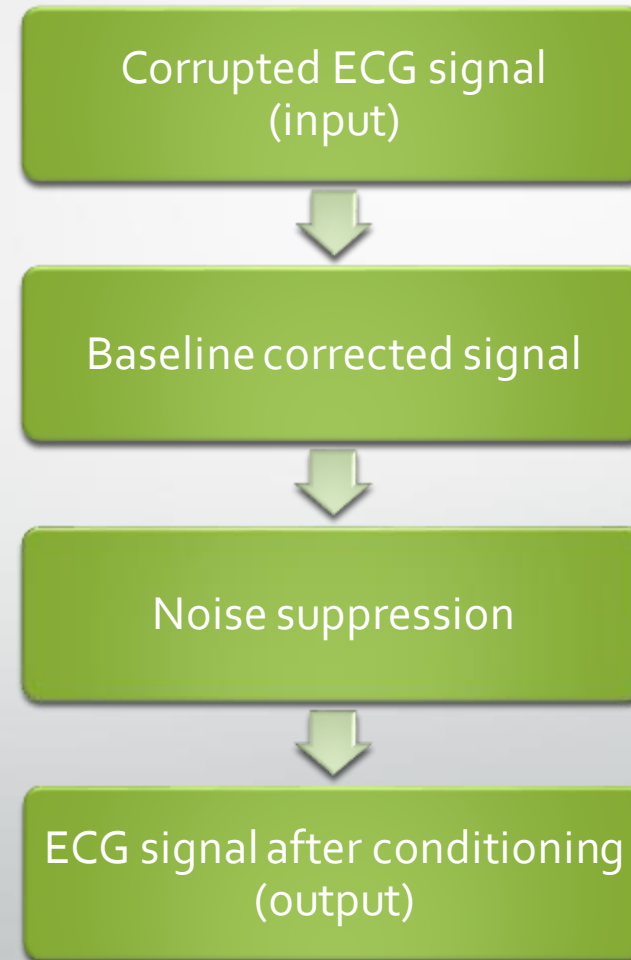 Corrupted ECG signal
(input)
Baseline corrected signal
Noise suppression
ECG signal after conditioning
(output)